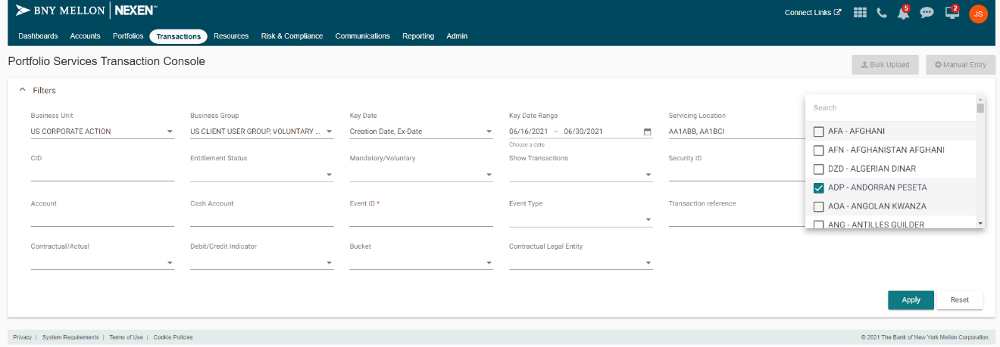 BNY MELLON | NEXEN™
Connect Links
5
2
JS
Dashboards Accounts Portfolios Transactions Resources Risk & Compliance Communications Reporting Admin
Portfolio Services Transaction Console
Bulk Upload
Manual Entry
Filters
Business Unit
US CORPORATE ACTION
Business Group
US CLIENT USER GROUP, VOLUNTARY ...
Key Date
Creation Date, Ex-Date
Key Date Range
06/16/2021 – 06/30/2021
Choose a date
Servicing Location
AA1ABB, AA1BCI
Search
AFA - AFGHANI
AFN - AFGHANISTAN AFGHANI
DZD - ALGERIAN DINAR
ADP - ANDORRAN PESETA
AOA - ANGOLAN KWANZA
ANG - ANTILLES GUILDER
CID
Entitlement Status
Mandatory/Voluntary
Show Transactions
Security ID
Account
Cash Account
Event ID *
Event Type
Transaction reference
Contractual/Actual
Debit/Credit Indicator
Bucket
Contractual Legal Entity
Apply
Reset
Privacy | System Requirements | Terms of Use | Cookie Policies
© 2021 The Bank of New York Mellon Corporation.